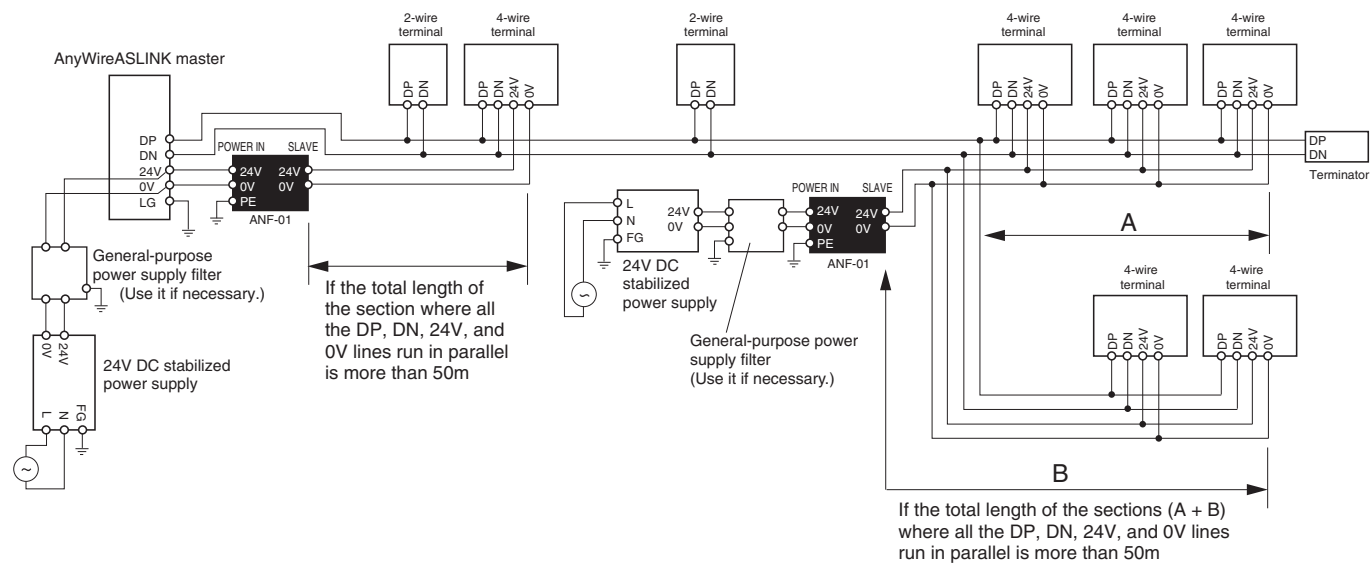 2-wire
terminal
4-wire
terminal
2-wire
terminal
4-wire
terminal
4-wire
terminal
4-wire
terminal
AnyWireASLINK master
DP
DN
DP
DN
24V
0V
DP
DN
DP
DN
24V
0V
DP
DN
24V
0V
DP
DN
24V
0V
DP
DN
24V
0V
LG
POWER IN
SLAVE
24V
0V
PE
24V
0V
ANF-01
DP
DN
Terminator
General-purpose
power supply filter
(Use it if necessary.)
0V
24V
24V DC stabilized
power supply
L
N
FG
~
If the total length of
the section where all
the DP, DN, 24V, and
0V lines run in parallel
is more than 50m
L
N
FG
24V
0V
24V DC
stabilized
power supply
~
General-purpose power
supply filter
(Use it if necessary.)
POWER IN
SLAVE
24V
0V
PE
24V
0V
ANF-01
A
4-wire
terminal
4-wire
terminal
DP
DN
24V
0V
DP
DN
24V
0V
B
If the total length of the sections (A + B)
where all the DP, DN, 24V, and 0V lines
run in parallel is more than 50m